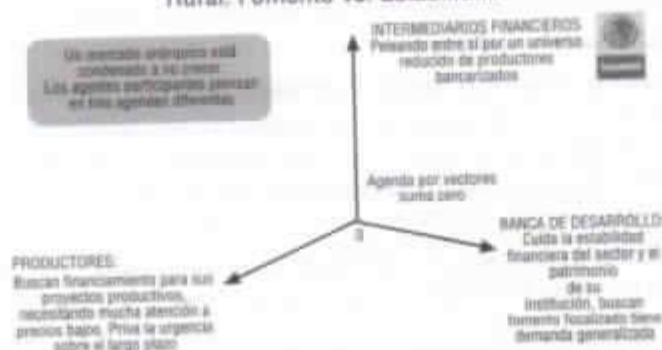 Rural: Fomento vs.
Un mercado anárquico está
condenado a no crecer
Los agentes participantes piensan
en tres agendas diferentes
INTERMEDIARIOS FINANCIEROS
Peleando entre sí por un universo
reducido de productores
bancarizados
Agenda por vectores
suma cero
BANCA DE DESARROLLO:
Cuida la estabilidad
financiera del sector y el
patrimonio
de su
institución, buscan
fomento focalizado tiene
demanda generalizada
PRODUCTORES:
Buscan financiamiento para sus
proyectos productivos,
necesitando mucha atención a
precios bajos. Priva la urgencia
sobre el largo plazo